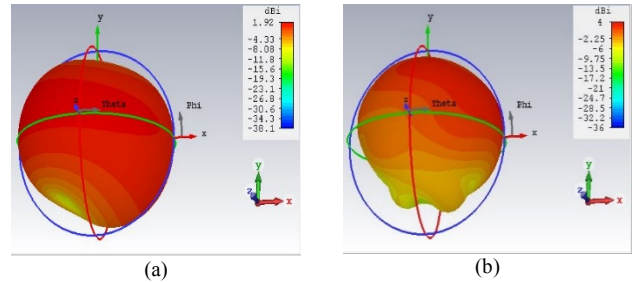 dBi
1.92
-4.33
-8.08
-11.8
-15.6
-19.3
-23.1
-26.8
-30.6
-34.3
-38.1
y
z
Theta
Phi
x
y
z
x
(a)
dBi
4
-2.25
-6
-9.75
-13.5
-17.2
-21
-24.7
-28.5
-32.2
-36
y
z
Theta
Phi
x
y
z
x
(b)